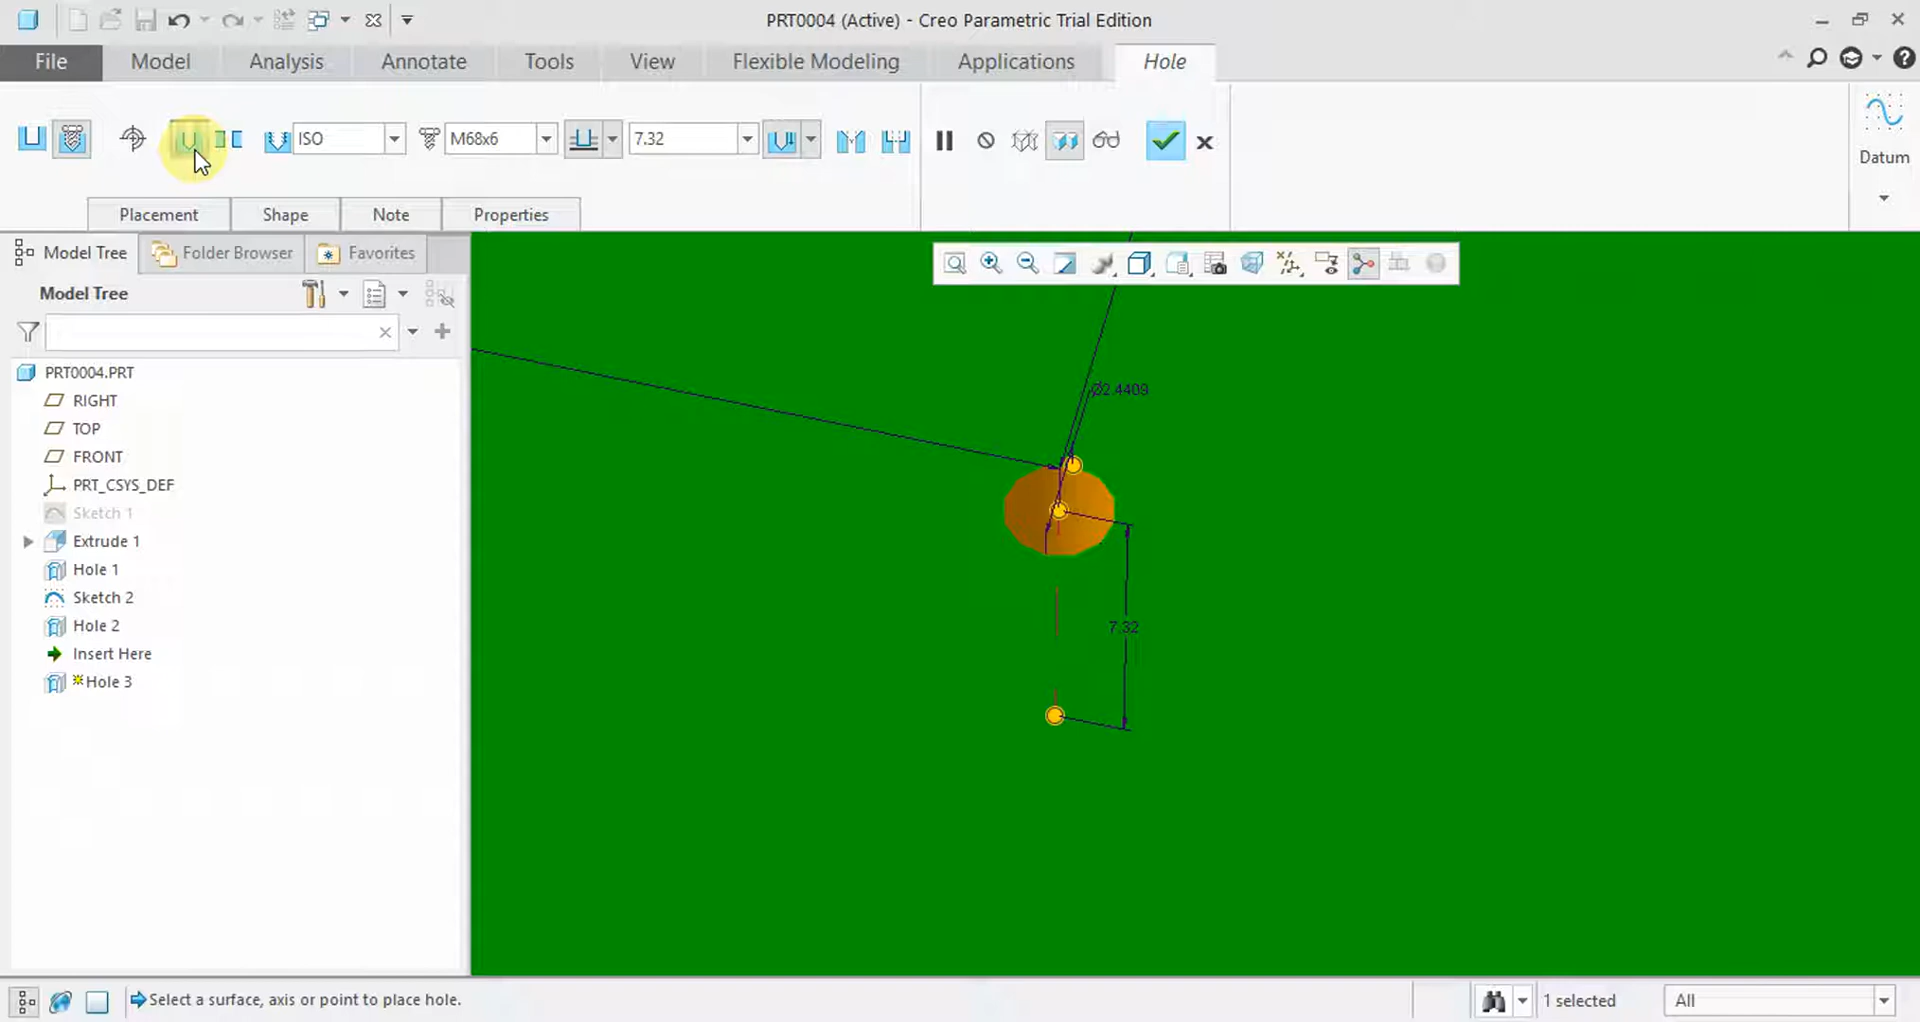 PRT0004 (Active) - Creo Parametric Trial Edition
File Model Analysis Annotate Tools View Flexible Modeling Applications Hole
ISO M68x6 7.32
Datum
Placement Shape Note Properties
Model Tree Folder Browser Favorites
Model Tree
PRT0004.PRT
RIGHT
TOP
FRONT
PRT_CSYS_DEF
Sketch 1
Extrude 1
Hole 1
Sketch 2
Hole 2
Insert Here
Hole 3
Ø2.4409
7.32
Select a surface, axis or point to place hole.
1 selected
All